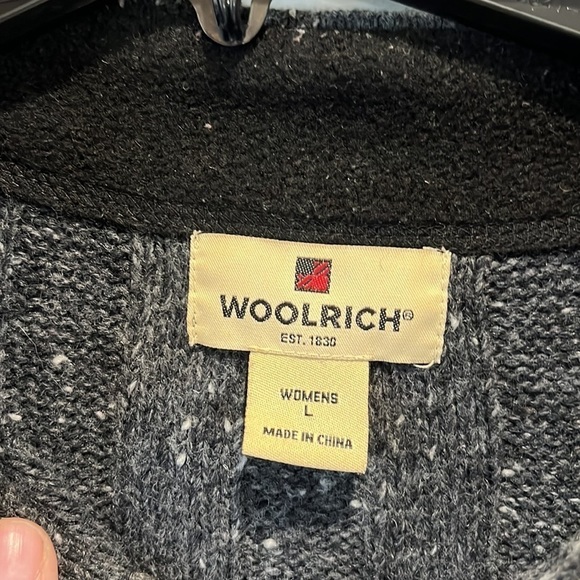 WOOLRICH®
EST. 1830
WOMENS
L
MADE IN CHINA